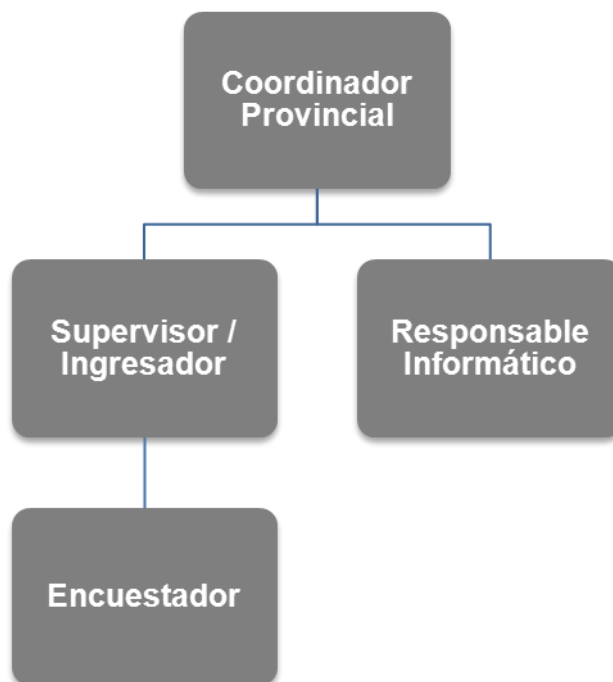 Coordinador
Provincial
Supervisor /
Ingresador
Responsable
Informático
Encuestador